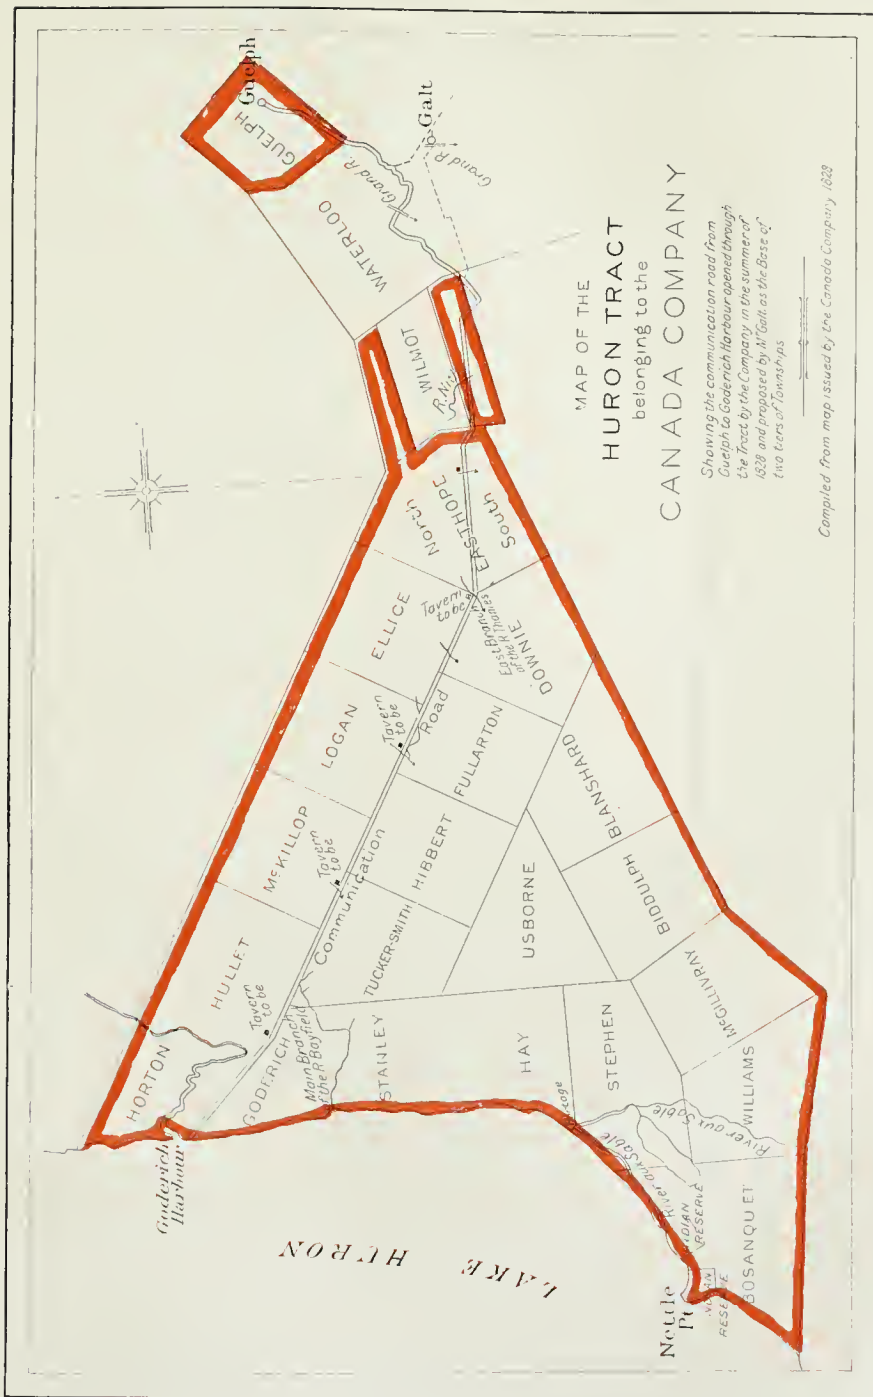 MAP OF THE
HURON TRACT
belonging to the
CANADA COMPANY
Showing the communication road from
Guelph to Goderich Harbour opened through
the Tract by the Company in the summer of
1828 and proposed by Mr Galt as the Base of
two tiers of Townships
Compiled from map issued by the Canada Company 1828
Guelph
GUELPH
Galt
Grand R.
Grand R
WATERLOO
WILMOT
R. Nith
North
EASTHOPE
South
Tavern
to be
East Branch
of the R Thames
DOWNIE
ELLICE
LOGAN
Tavern
to be
Road
FULLARTON
BLANSHARD
McKILLOP
Tavern
to be
Communication
HIBBERT
USBORNE
BIDDULPH
HULLET
Tavern
to be
TUCKER-SMITH
McGILLIVRAY
HORTON
GODERICH
Main Branch
of the R Bayfield
STANLEY
HAY
STEPHEN
WILLIAMS
River aux Sable
River aux Sable
Goderich
Harbour
INDIAN
RESERVE
BOSANQUET
INDIAN
RESERVE
Nettle
Pt
LAKE HURON